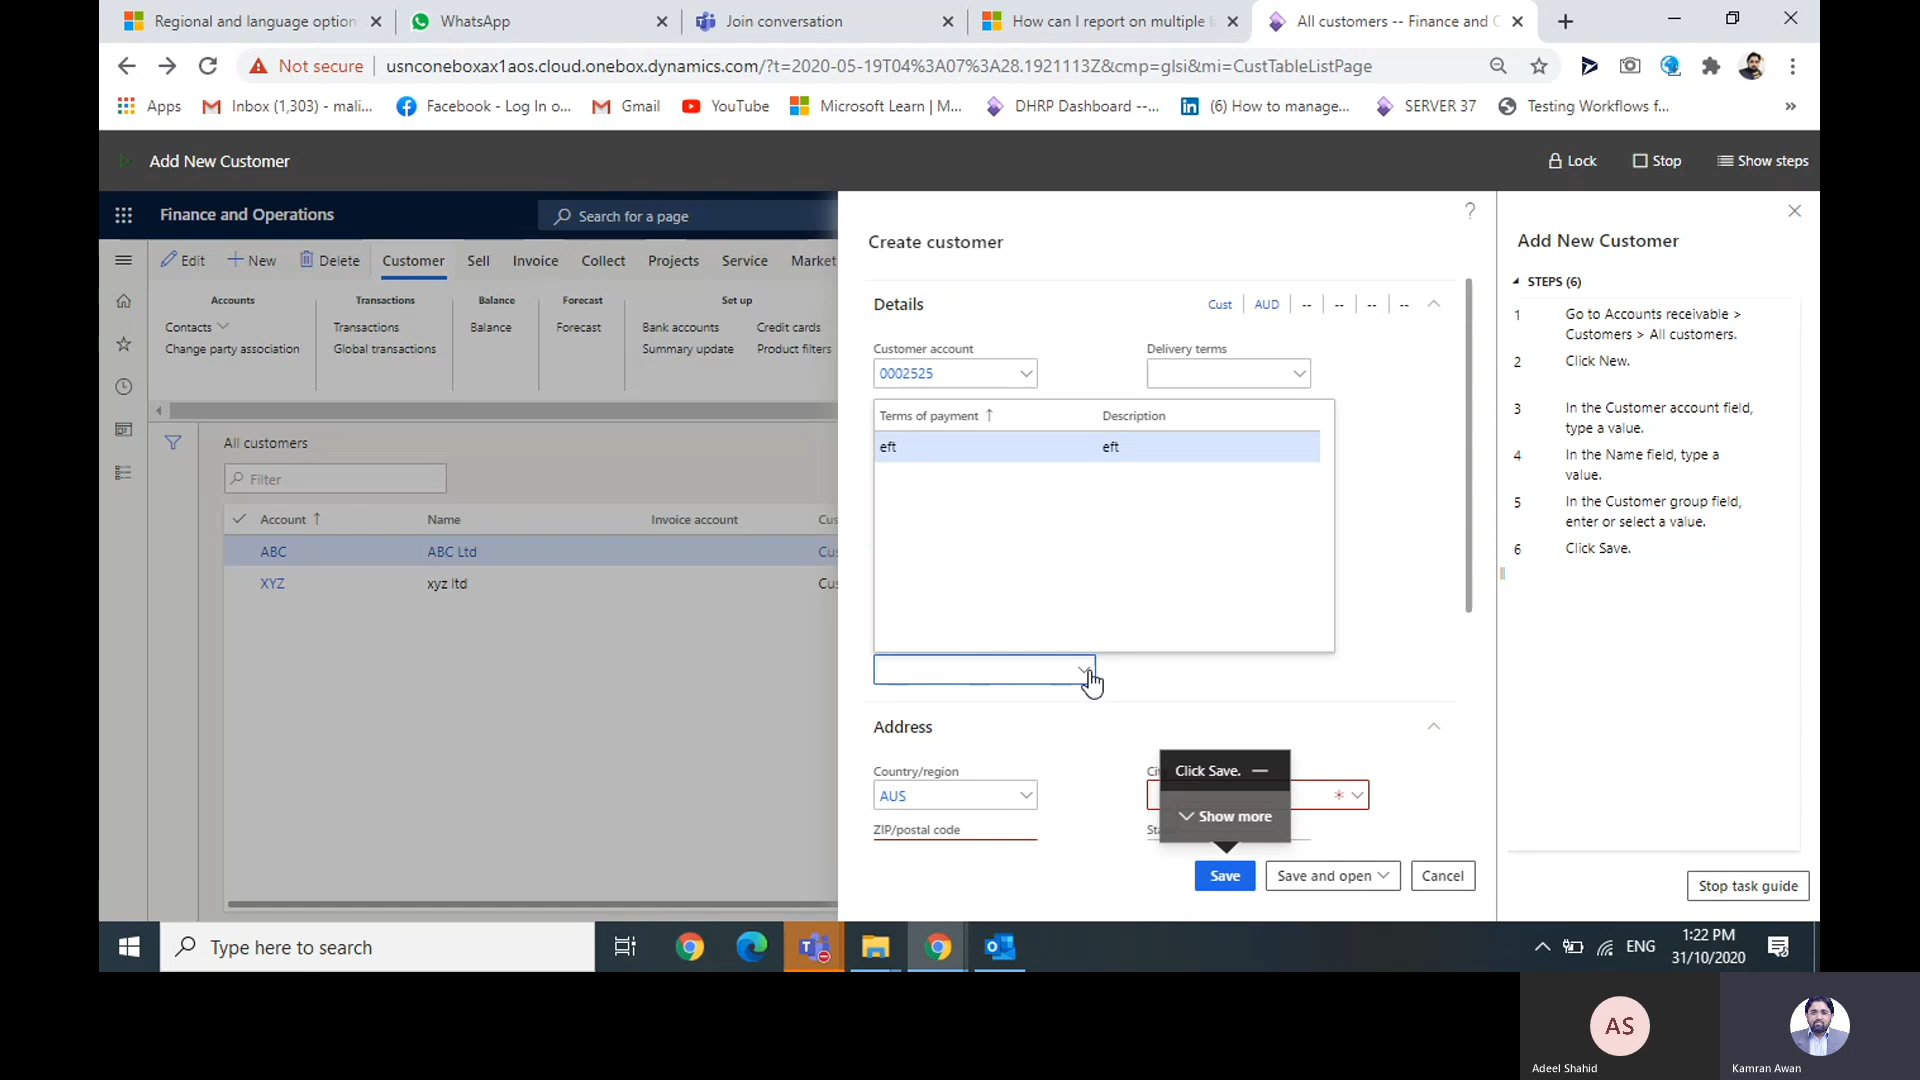 Regional and language option
WhatsApp
Join conversation
How can I report on multiple l
All customers -- Finance and O
Not secure
usnconeboxax1aos.cloud.onebox.dynamics.com/?t=2020-05-19T04%3A07%3A28.1921113Z&cmp=glsi&mi=CustTableListPage
Apps
Inbox (1,303) - mali...
Facebook - Log In o...
Gmail
YouTube
Microsoft Learn | M...
DHRP Dashboard --...
(6) How to manage...
SERVER 37
Testing Workflows f...
»
Add New Customer
Lock
Stop
Show steps
Finance and Operations
Search for a page
Edit
New
Delete
Customer
Sell
Invoice
Collect
Projects
Service
Market
Accounts
Transactions
Balance
Forecast
Set up
Contacts
Transactions
Balance
Forecast
Bank accounts
Credit cards
Change party association
Global transactions
Summary update
Product filters
All customers
Filter
Account
Name
Invoice account
Cus
ABC
ABC Ltd
Cu
XYZ
xyz ltd
Cu
?
Create customer
Details
Cust
AUD
--
--
--
--
Customer account
Delivery terms
0002525
Terms of payment
Description
eft
eft
Address
Country/region
Ci
AUS
*
ZIP/postal code
Sta
Click Save.
Show more
Save
Save and open
Cancel
Add New Customer
STEPS (6)
1
Go to Accounts receivable >
Customers > All customers.
2
Click New.
3
In the Customer account field,
type a value.
4
In the Name field, type a
value.
5
In the Customer group field,
enter or select a value.
6
Click Save.
Stop task guide
Type here to search
ENG
1:22 PM
31/10/2020
AS
Adeel Shahid
Kamran Awan